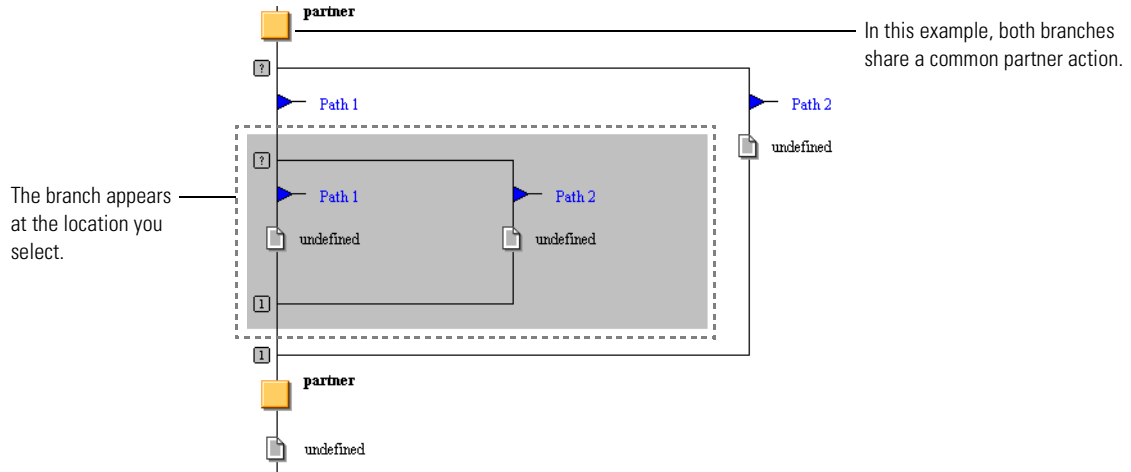 partner
In this example, both branches
share a common partner action.
?
Path 1
Path 2
undefined
?
The branch appears
at the location you
select.
Path 1
Path 2
undefined
undefined
1
1
partner
undefined